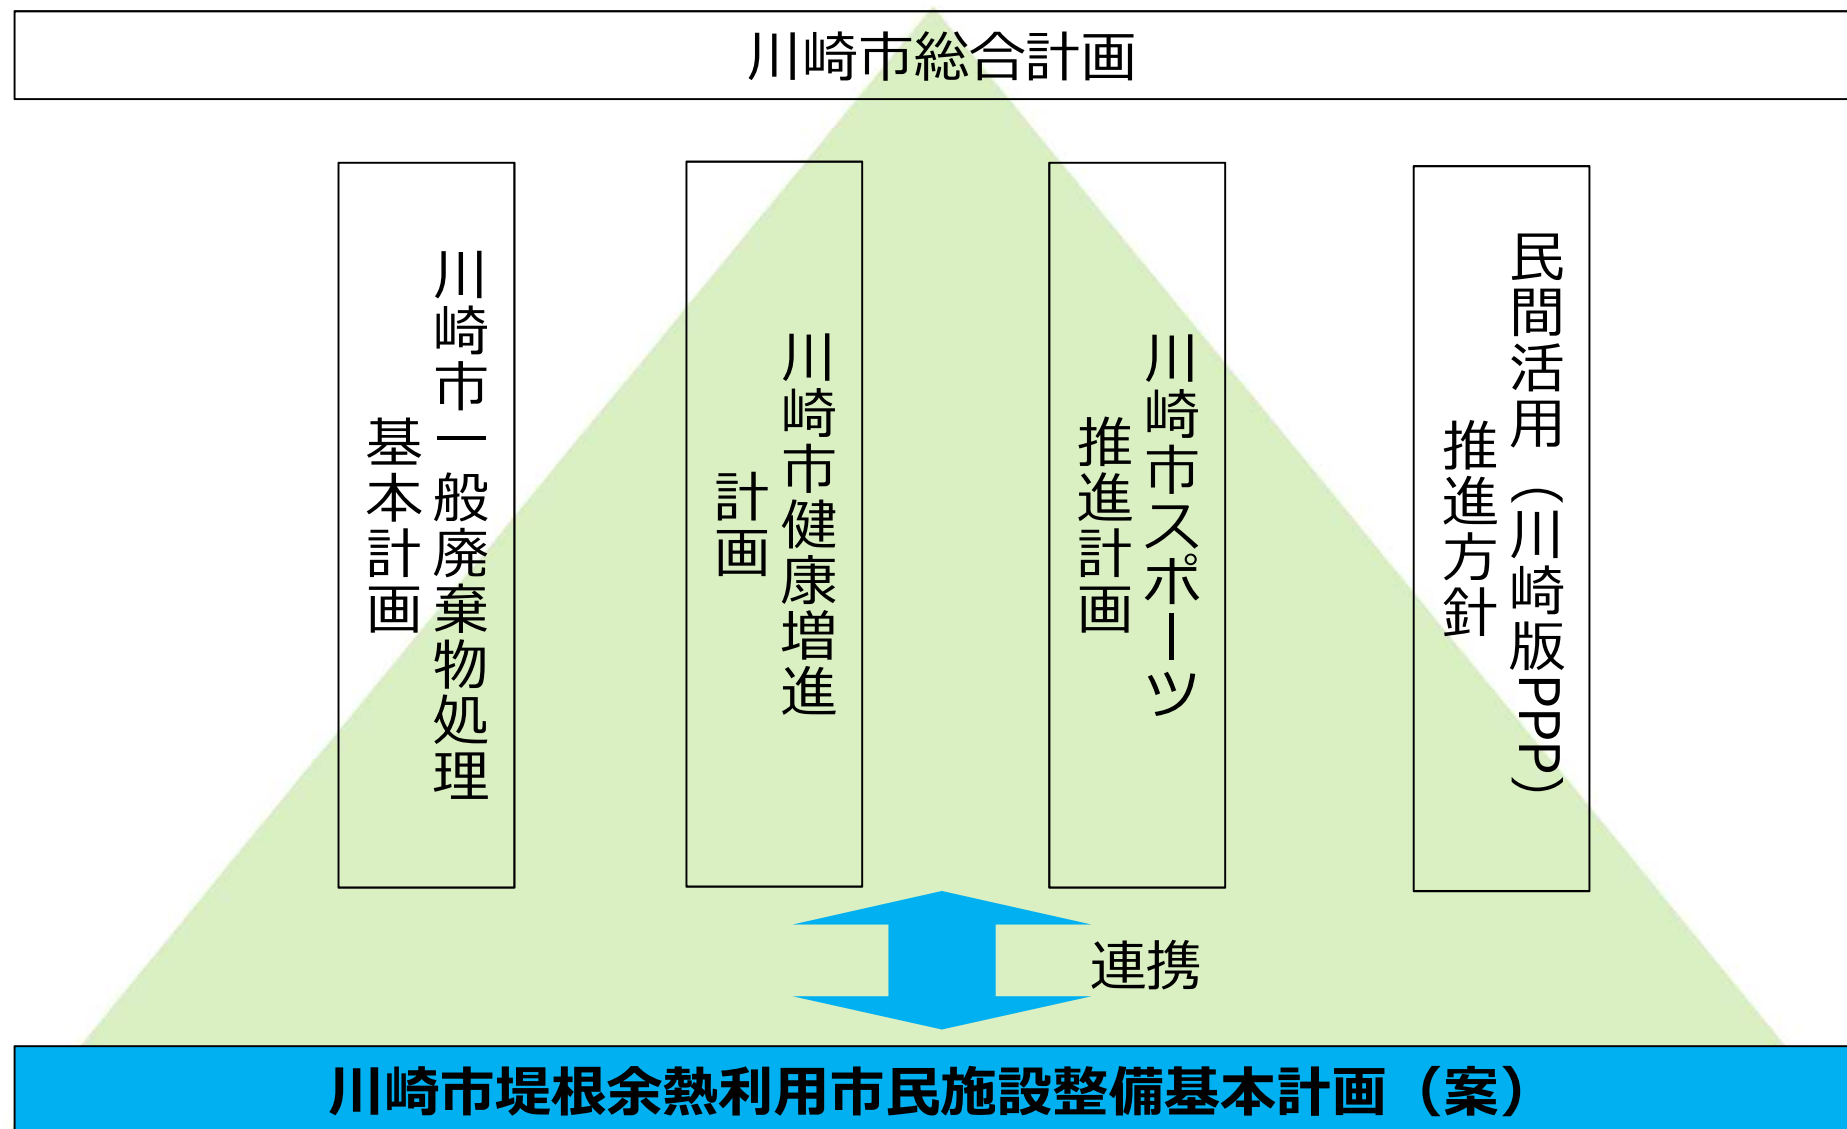 川崎市総合計画
川崎市一般廃棄物処理
基本計画
川崎市健康増進
計画
川崎市スポーツ
推進計画
民間活用（川崎版PPP）
推進方針
連携
川崎市堤根余熱利用市民施設整備基本計画（案）